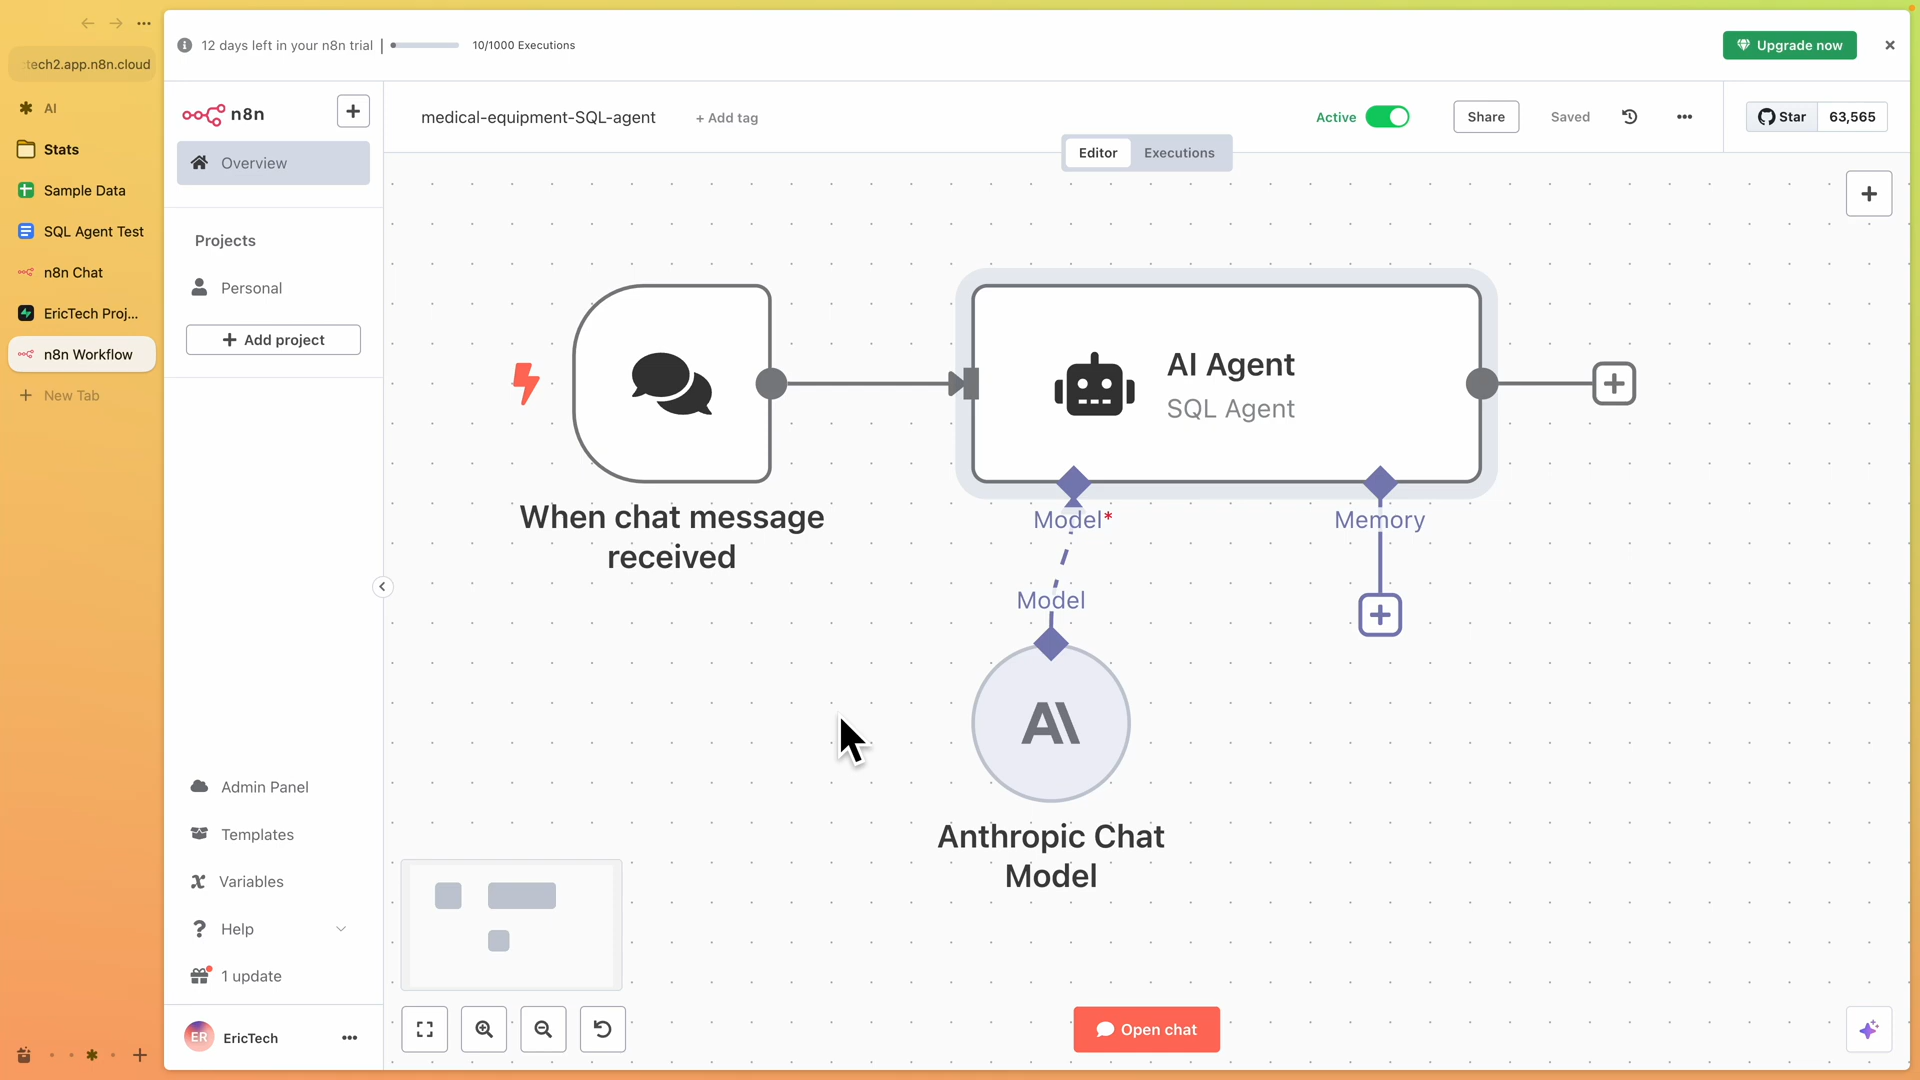 tech2.app.n8n.cloud
AI
Stats
Sample Data
SQL Agent Test
n8n Chat
EricTech Proj...
n8n Workflow
New Tab
12 days left in your n8n trial
10/1000 Executions
Upgrade now
n8n
Overview
Projects
Personal
Add project
Admin Panel
Templates
Variables
Help
1 update
ER
EricTech
medical-equipment-SQL-agent
+ Add tag
Active
Share
Saved
Star
63,565
Editor
Executions
AI Agent
SQL Agent
When chat message
received
Model*
Memory
Model
Anthropic Chat
Model
Open chat